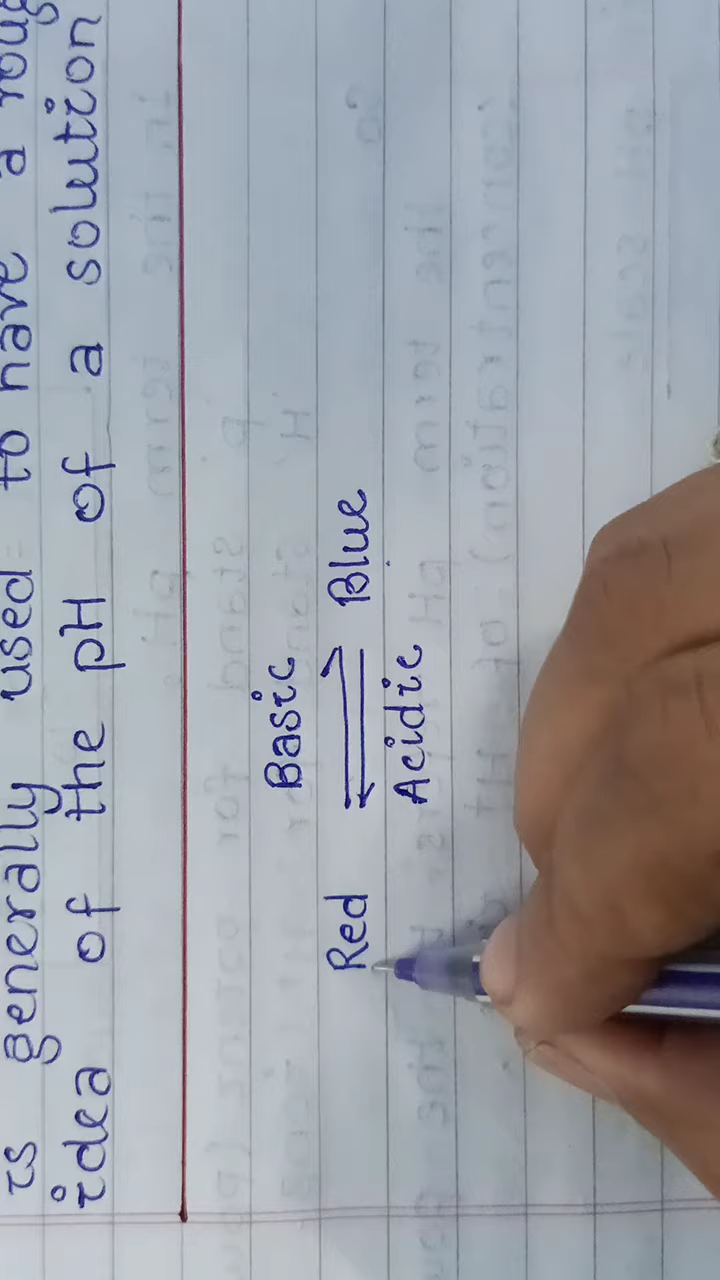 is generally used to have a roug
idea of the pH of a solution
Basic
Red ⇌ Blue
Acidic